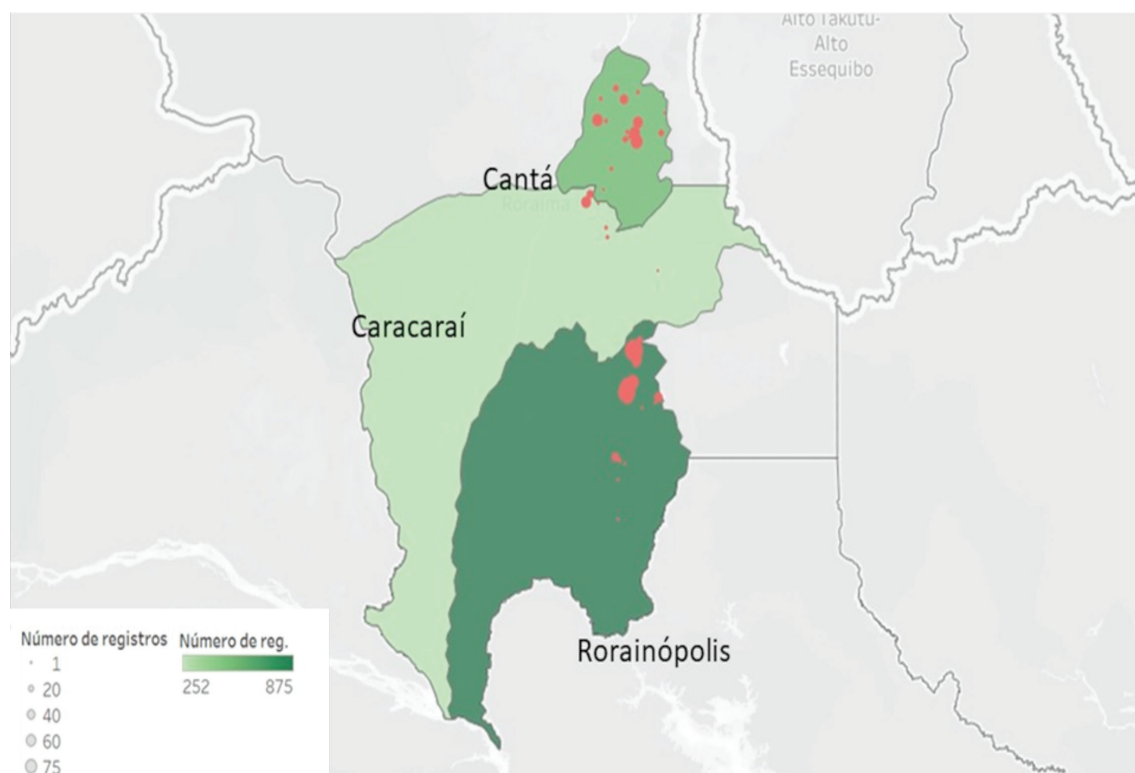 Alto Takutu-
Alto
Essequibo
Cantá
Roraima
Caracaraí
Rorainópolis
Número de registros
1
20
40
60
75
Número de reg.
252 875